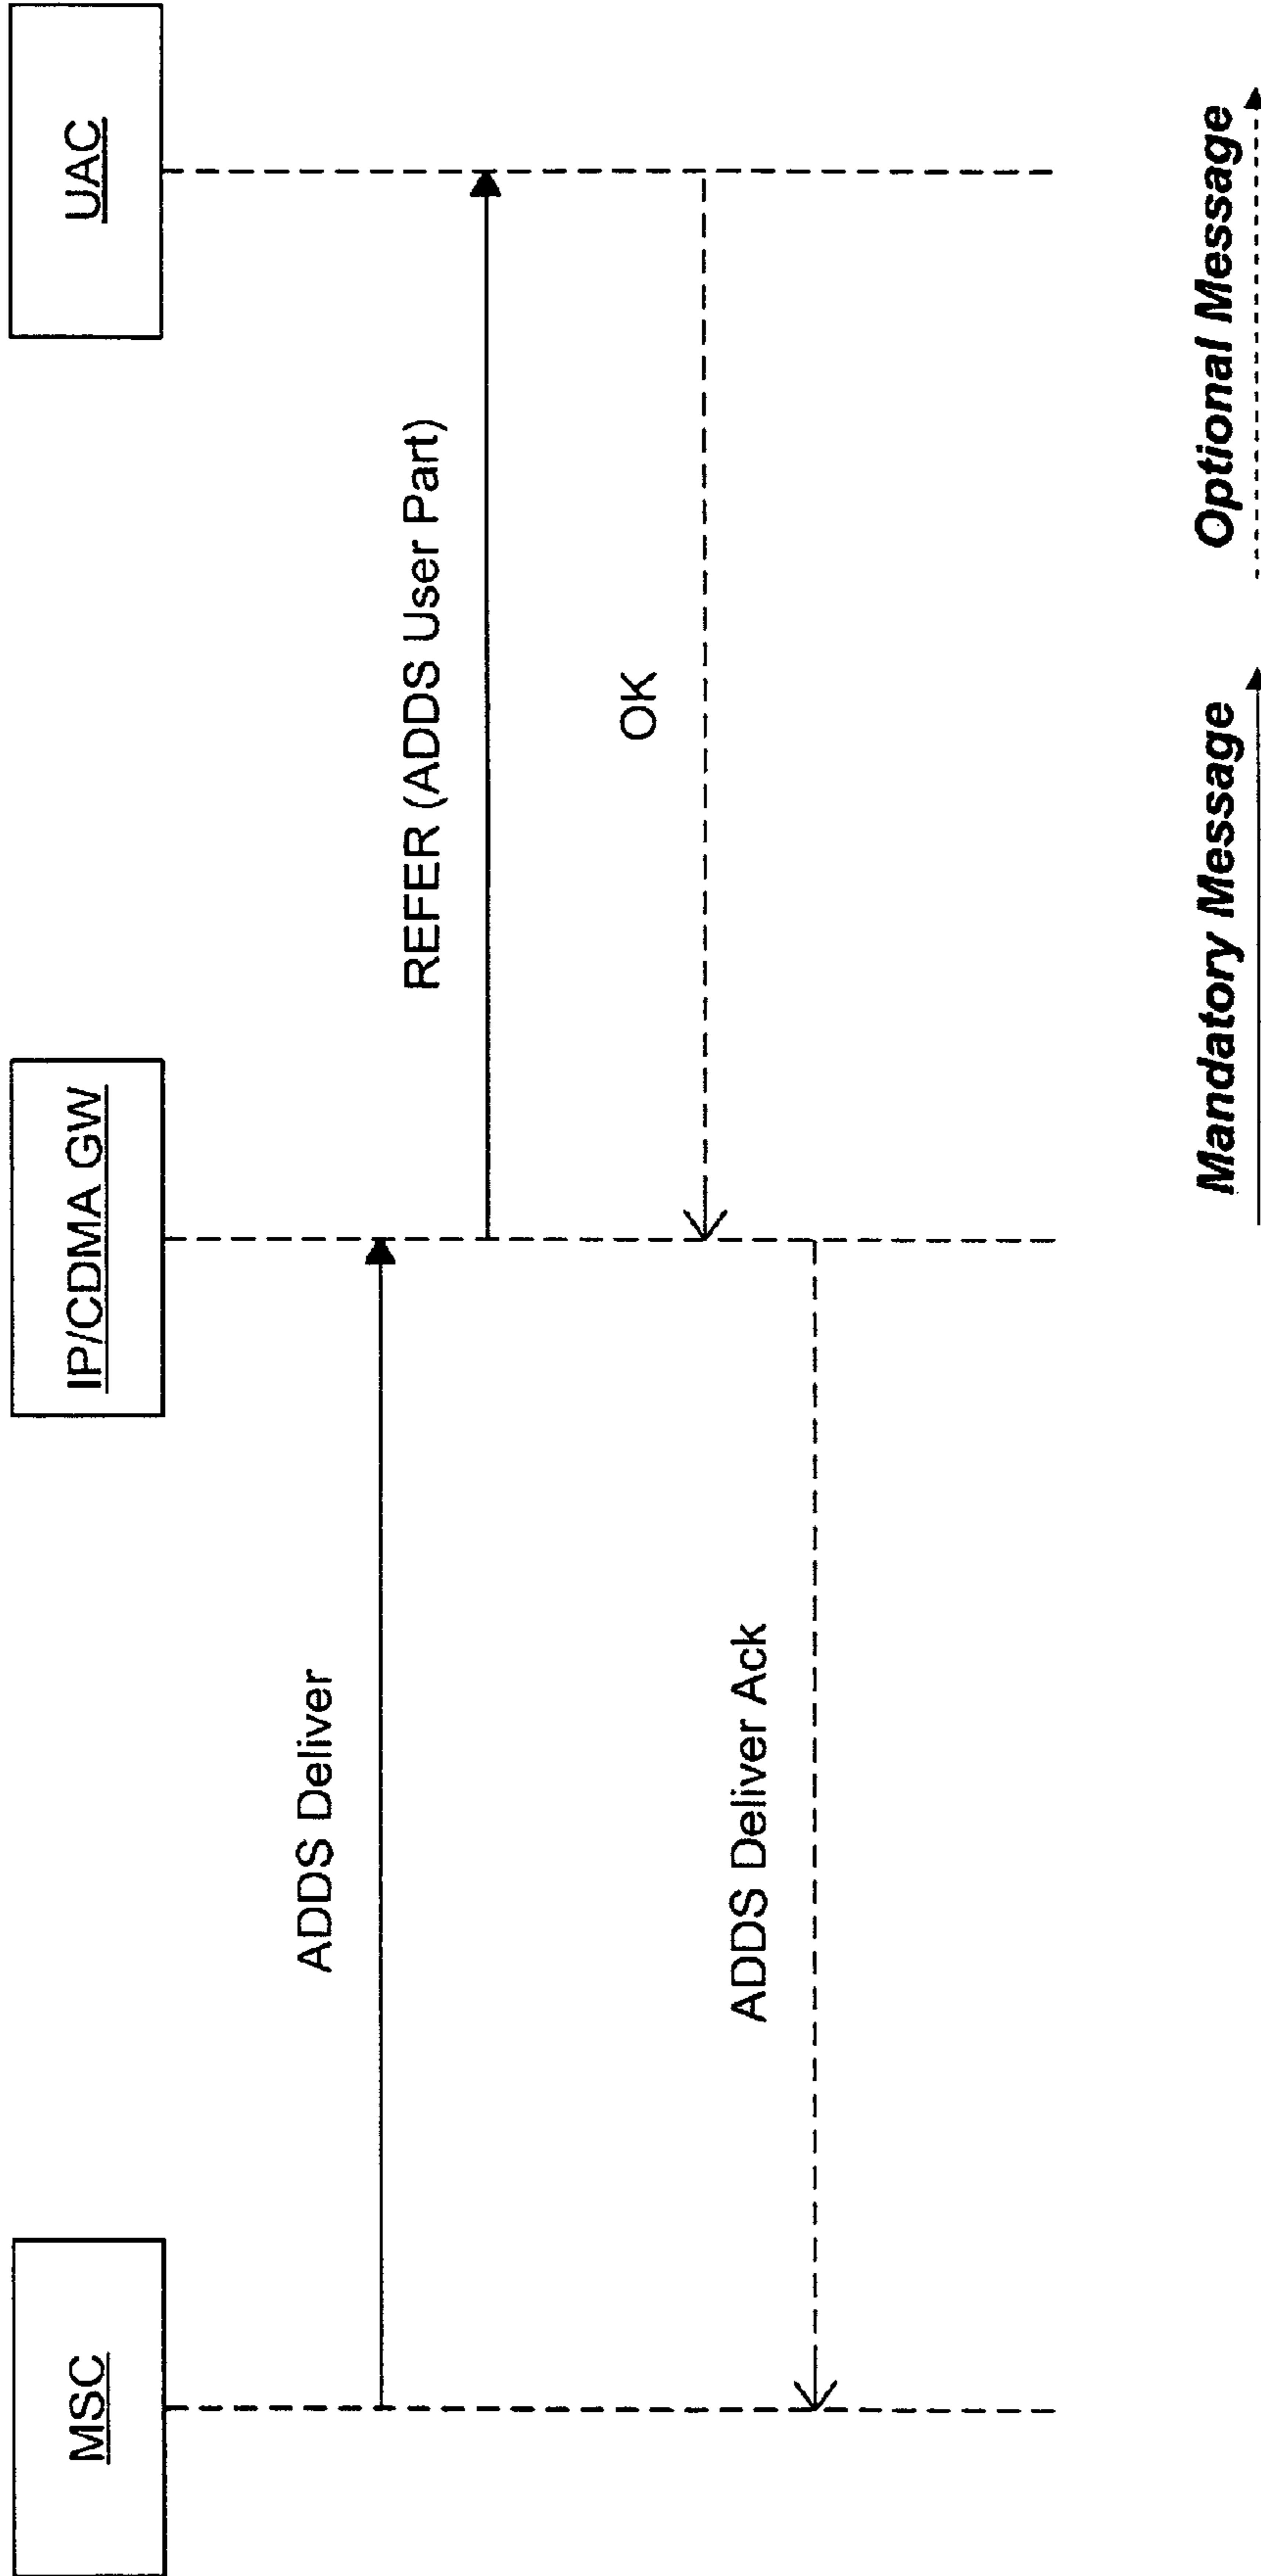 MSC
IP/CDMA GW
UAC
ADDS Deliver
REFER (ADDS User Part)
OK
ADDS Deliver Ack
Mandatory Message
Optional Message